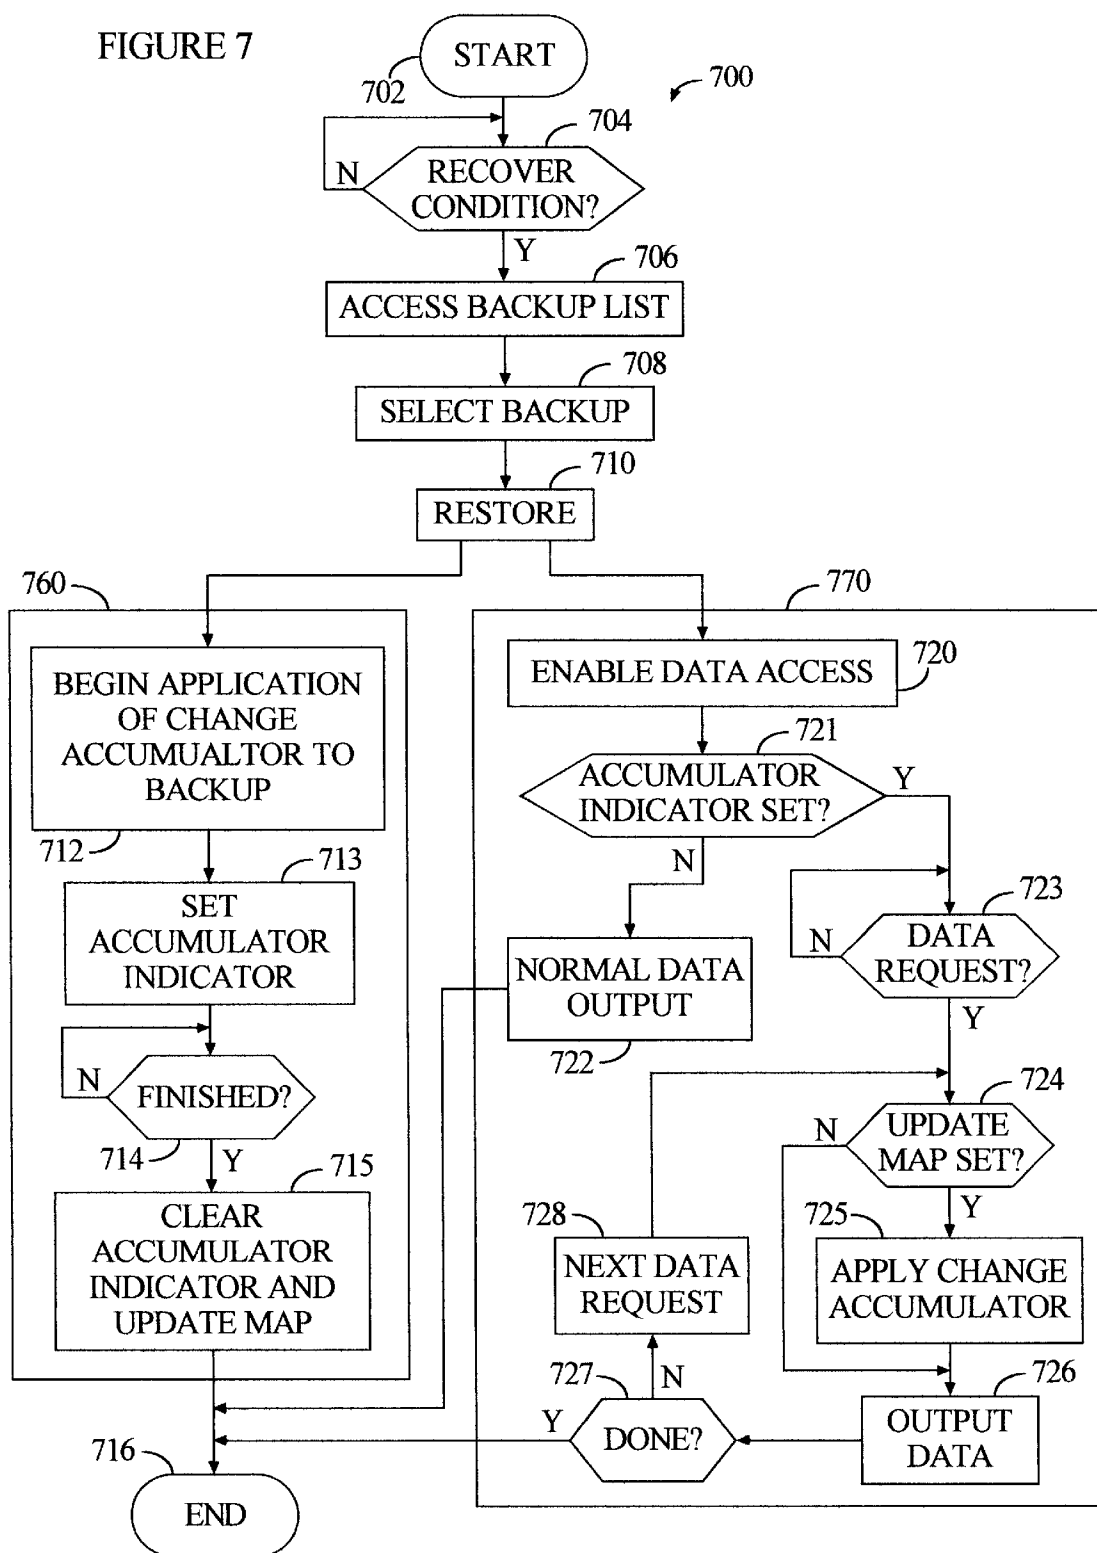 FIGURE 7
START
702
700
704
N
RECOVER
CONDITION?
Y
706
ACCESS BACKUP LIST
708
SELECT BACKUP
710
RESTORE
760
BEGIN APPLICATION
OF CHANGE
ACCUMUALTOR TO
BACKUP
712
713
SET
ACCUMULATOR
INDICATOR
N
FINISHED?
714
Y
715
CLEAR
ACCUMULATOR
INDICATOR AND
UPDATE MAP
770
ENABLE DATA ACCESS
720
721
ACCUMULATOR
INDICATOR SET?
Y
N
NORMAL DATA
OUTPUT
722
723
N
DATA
REQUEST?
Y
724
N
UPDATE
MAP SET?
Y
725
APPLY CHANGE
ACCUMULATOR
726
OUTPUT
DATA
728
NEXT DATA
REQUEST
727
N
Y
DONE?
716
END